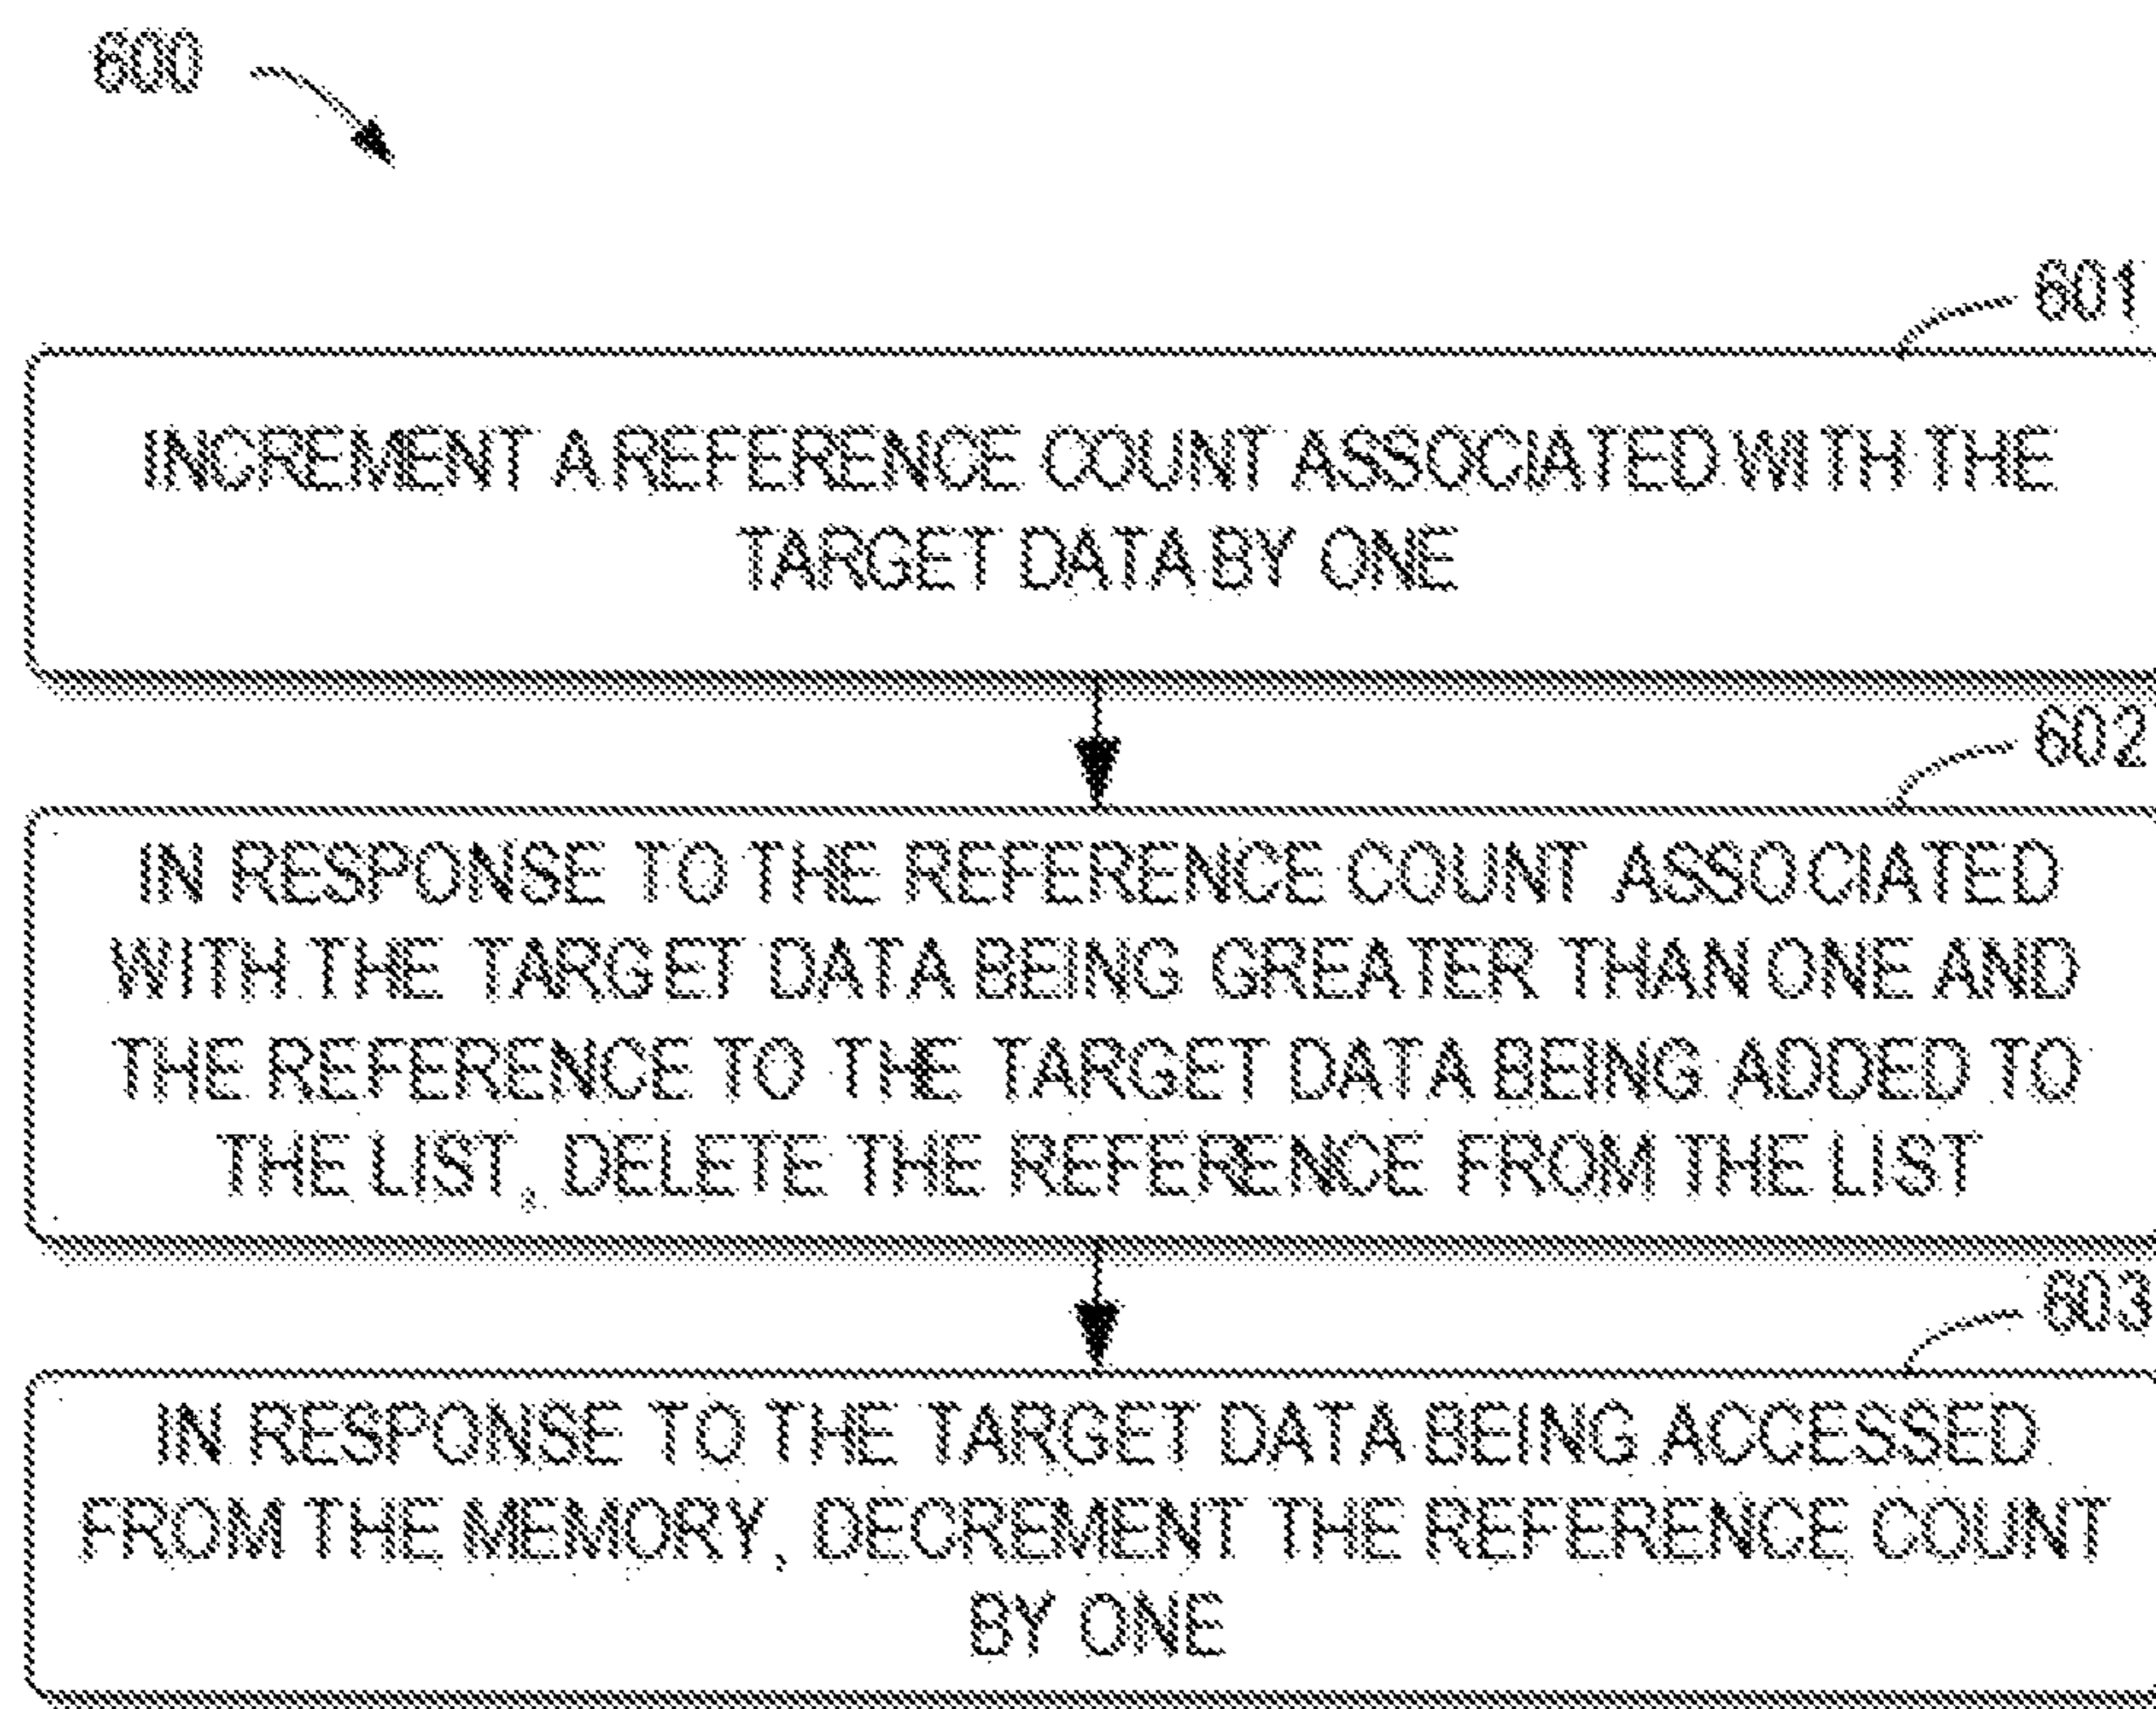 600
601
INCREMENT A REFERENCE COUNT ASSOCIATED WITH THE
TARGET DATA BY ONE
602
IN RESPONSE TO THE REFERENCE COUNT ASSOCIATED
WITH THE TARGET DATA BEING GREATER THAN ONE AND
THE REFERENCE TO THE TARGET DATA BEING ADDED TO
THE LIST, DELETE THE REFERENCE FROM THE LIST
603
IN RESPONSE TO THE TARGET DATA BEING ACCESSED
FROM THE MEMORY, DECREMENT THE REFERENCE COUNT
BY ONE